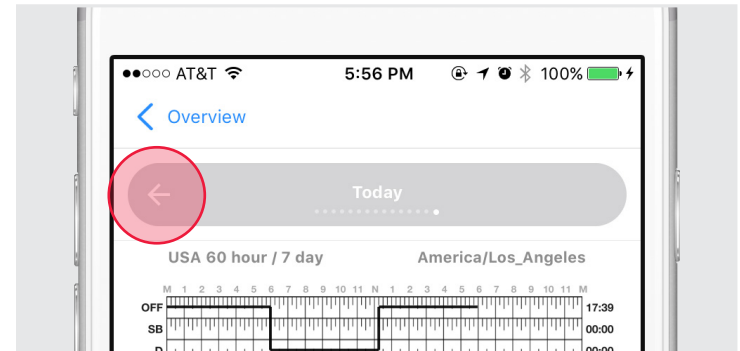 AT&T 5:56 PM 100%
Overview
Today
USA 60 hour / 7 day America/Los_Angeles
M 1 2 3 4 5 6 7 8 9 10 11 N 1 2 3 4 5 6 7 8 9 10 11 M
OFF 17:39
SB 00:00
D 00:00